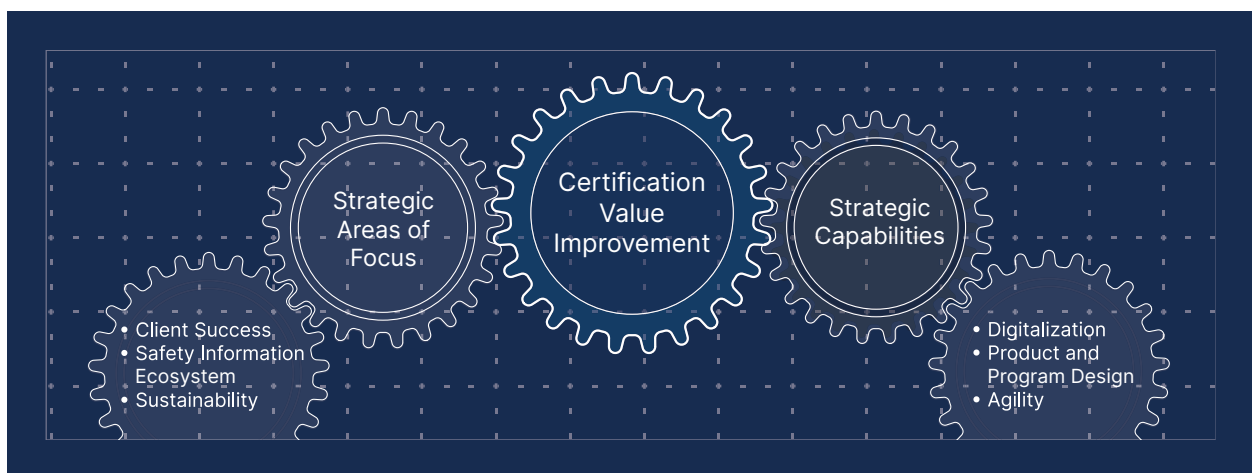 Strategic
Areas of
Focus
Certification
Value
Improvement
Strategic
Capabilities
• Client Success
• Safety Information
Ecosystem
• Sustainability
• Digitalization
• Product and
Program Design
• Agility